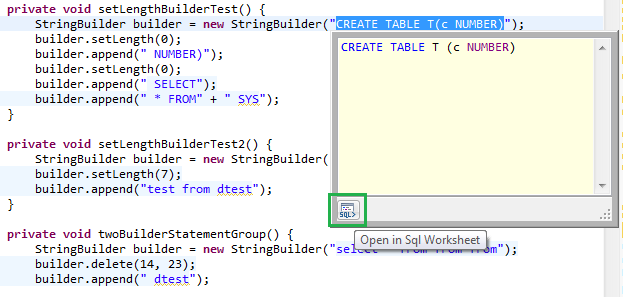 private void setLengthBuilderTest() {
StringBuilder builder = new StringBuilder("CREATE TABLE T(c NUMBER)");
builder.setLength(0);
builder.append(" NUMBER)");
builder.setLength(0);
builder.append(" SELECT");
builder.append(" * FROM" + " SYS");
}
CREATE TABLE T (c NUMBER)
private void setLengthBuilderTest2() {
StringBuilder builder = new StringBuilder(
builder.setLength(7);
builder.append("test from dtest");
}
SQL>
Open in Sql Worksheet
private void twoBuilderStatementGroup() {
StringBuilder builder = new StringBuilder("select from from from");
builder.delete(14, 23);
builder.append(" dtest");